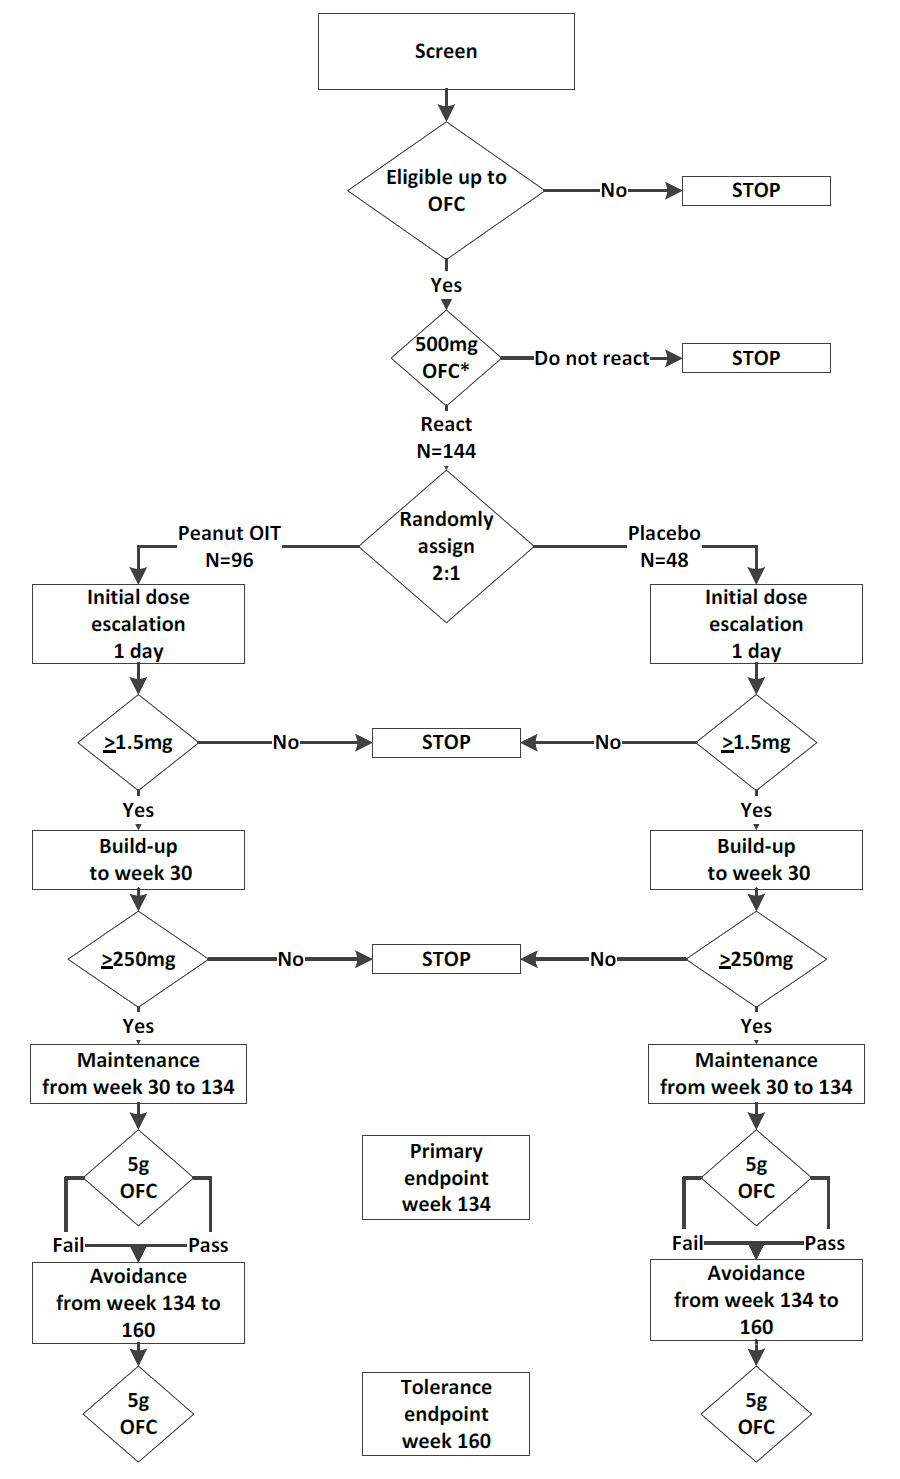 Screen
Eligible up to
OFC
No
STOP
Yes
500mg
OFC*
Do not react
STOP
React
N=144
Randomly
assign
2:1
Peanut OIT
N=96
Placebo
N=48
Initial dose
escalation
1 day
Initial dose
escalation
1 day
≥1.5mg
No
STOP
No
≥1.5mg
Yes
Yes
Build-up
to week 30
Build-up
to week 30
≥250mg
No
STOP
No
≥250mg
Yes
Yes
Maintenance
from week 30 to 134
Maintenance
from week 30 to 134
5g
OFC
Primary
endpoint
week 134
5g
OFC
Fail
Pass
Fail
Pass
Avoidance
from week 134 to
160
Avoidance
from week 134 to
160
5g
OFC
Tolerance
endpoint
week 160
5g
OFC